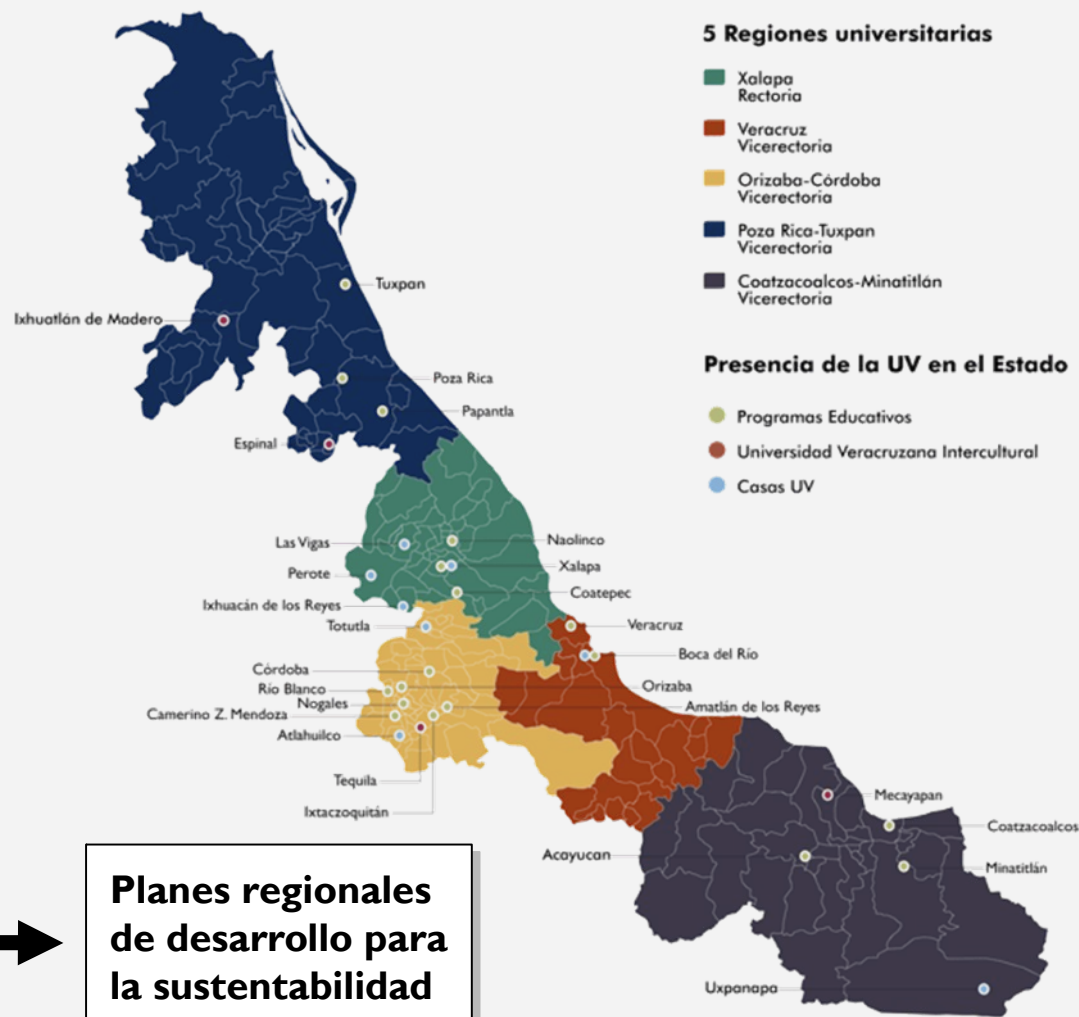 5 Regiones universitarias
Xalapa
Rectoria
Veracruz
Vicerectoria
Orizaba-Córdoba
Vicerectoria
Poza Rica-Tuxpan
Vicerectoria
Coatzacoalcos-Minatitlán
Vicerectoria
Presencia de la UV en el Estado
Programas Educativos
Universidad Veracruzana Intercultural
Casas UV
Tuxpan
Ixhuatlán de Madero
Poza Rica
Papantla
Espinal
Naolinco
Las Vigas
Xalapa
Perote
Coatepec
Ixhuacán de los Reyes
Totutla
Veracruz
Boca del Río
Córdoba
Río Blanco
Orizaba
Nogales
Amatlán de los Reyes
Camerino Z. Mendoza
Atlahuilco
Tequila
Ixtaczoquitán
Mecayapan
Coatzacoalcos
Acayucan
Minatitlán
Uxpanapa
Planes regionales
de desarrollo para
la sustentabilidad